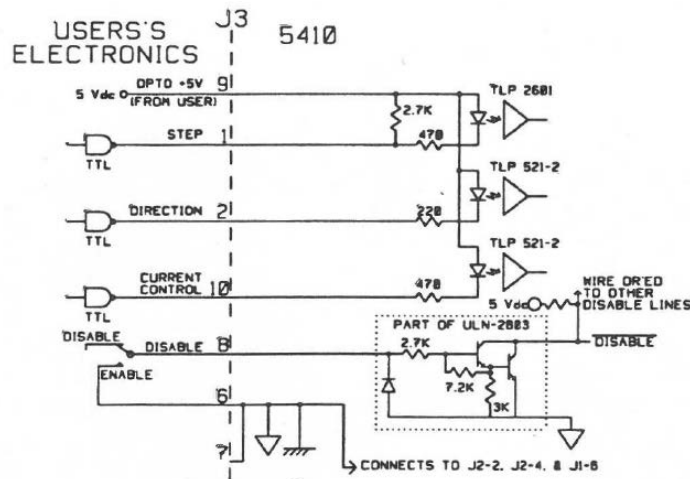 USERS'S
ELECTRONICS
J3
5410
5 Vdc
OPTO +5V
(FROM USER)
9
2.7K
TLP 2601
STEP
1
470
TTL
TLP 521-2
DIRECTION
2
220
TTL
TLP 521-2
CURRENT
CONTROL
10
470
TTL
5 Vdc
WIRE OR'ED
TO OTHER
DISABLE LINES
PART OF ULN-2803
DISABLE
DISABLE
8
2.7K
DISABLE
ENABLE
7.2K
3K
6
7
CONNECTS TO J2-2, J2-4, & J1-6